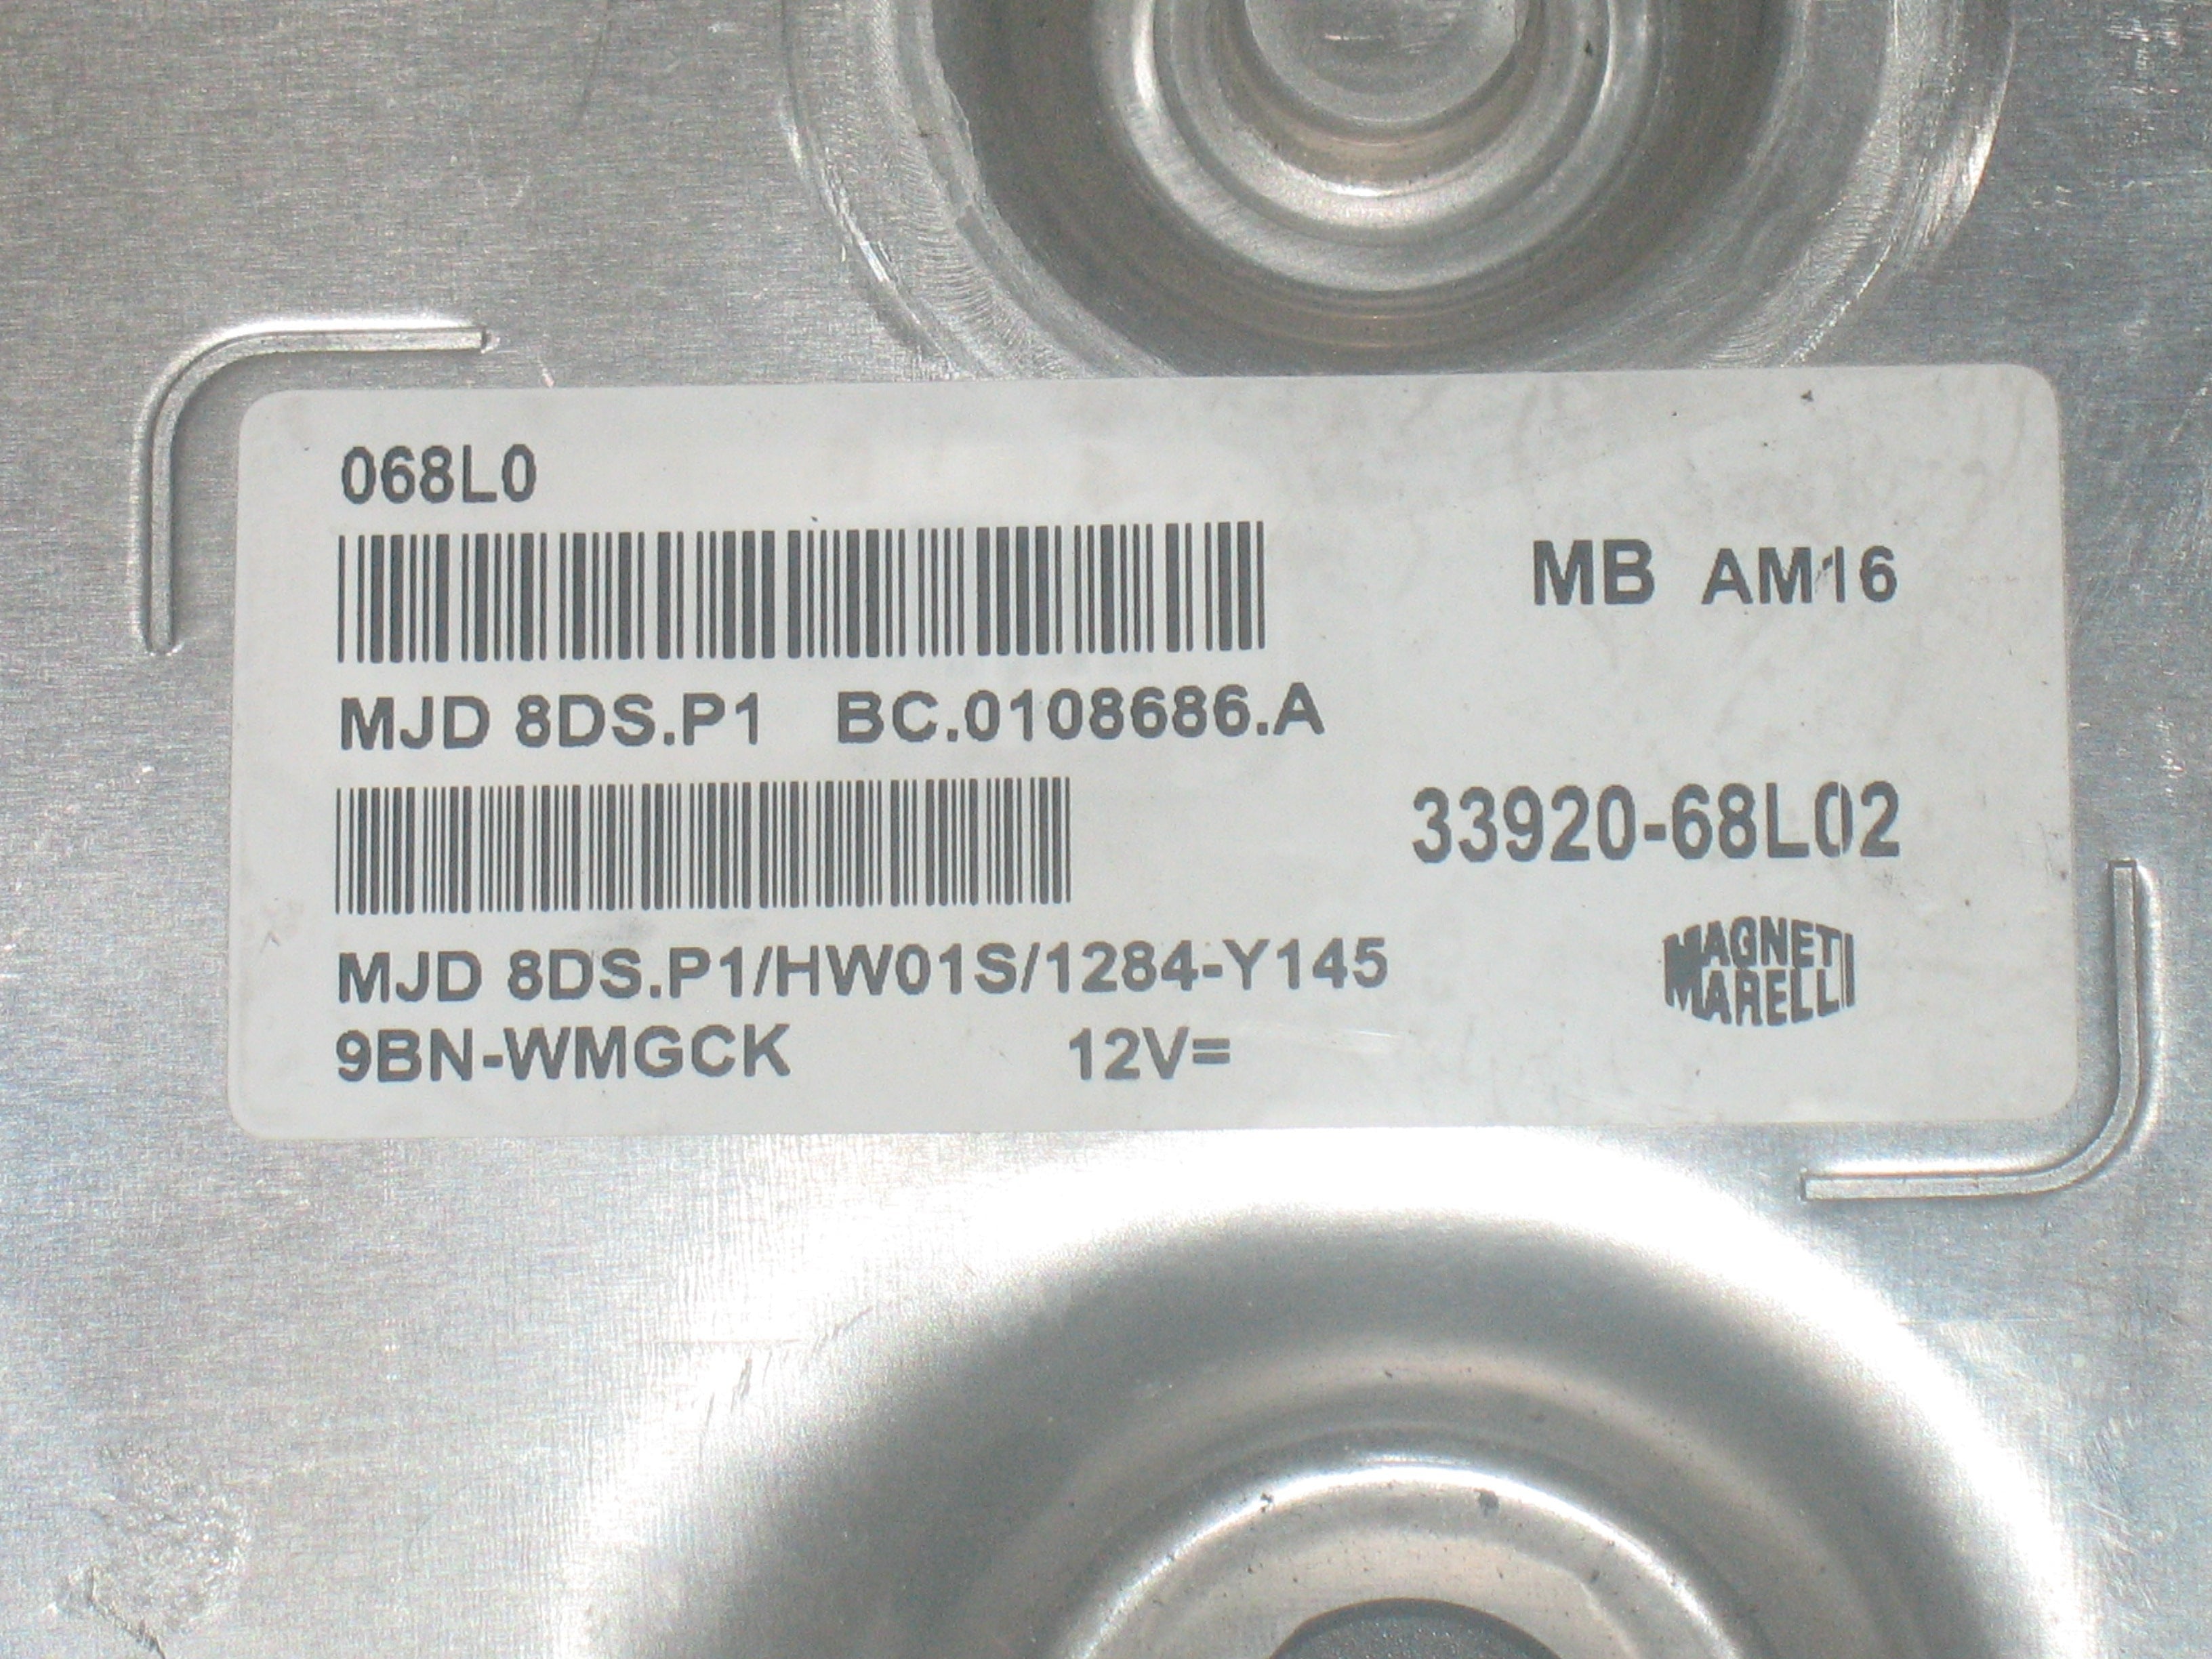 068L0
MB AM16
MJD 8DS.P1 BC.0108686.A
33920-68L02
MAGNETI
MARELLI
MJD 8DS.P1/HW01S/1284-Y145
9BN-WMGCK 12V=